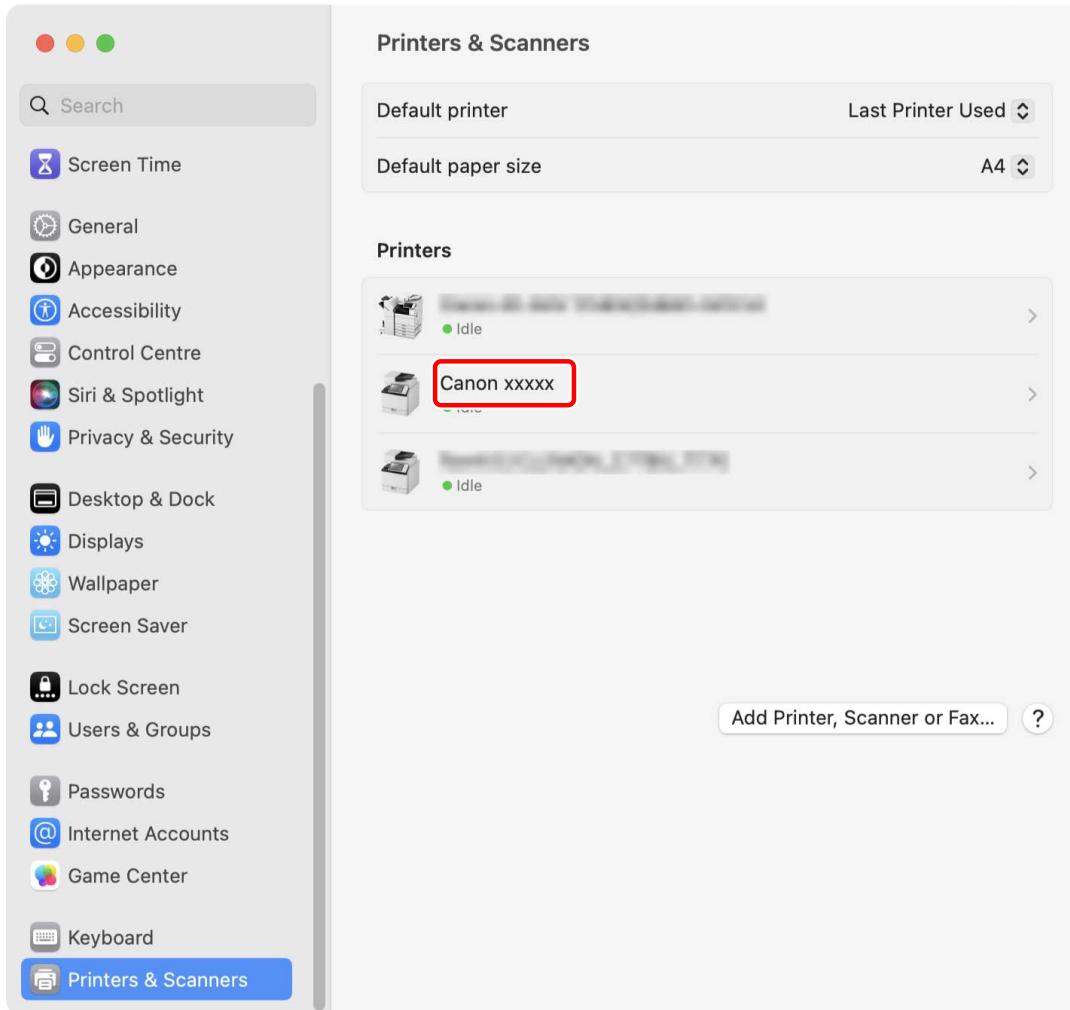 Printers & Scanners
Search
Screen Time
General
Appearance
Accessibility
Control Centre
Siri & Spotlight
Privacy & Security
Desktop & Dock
Displays
Wallpaper
Screen Saver
Lock Screen
Users & Groups
Passwords
Internet Accounts
Game Center
Keyboard
Printers & Scanners
Default printer Last Printer Used
Default paper size A4
Printers
Idle
Canon xxxxx
Idle
Idle
Add Printer, Scanner or Fax...
?